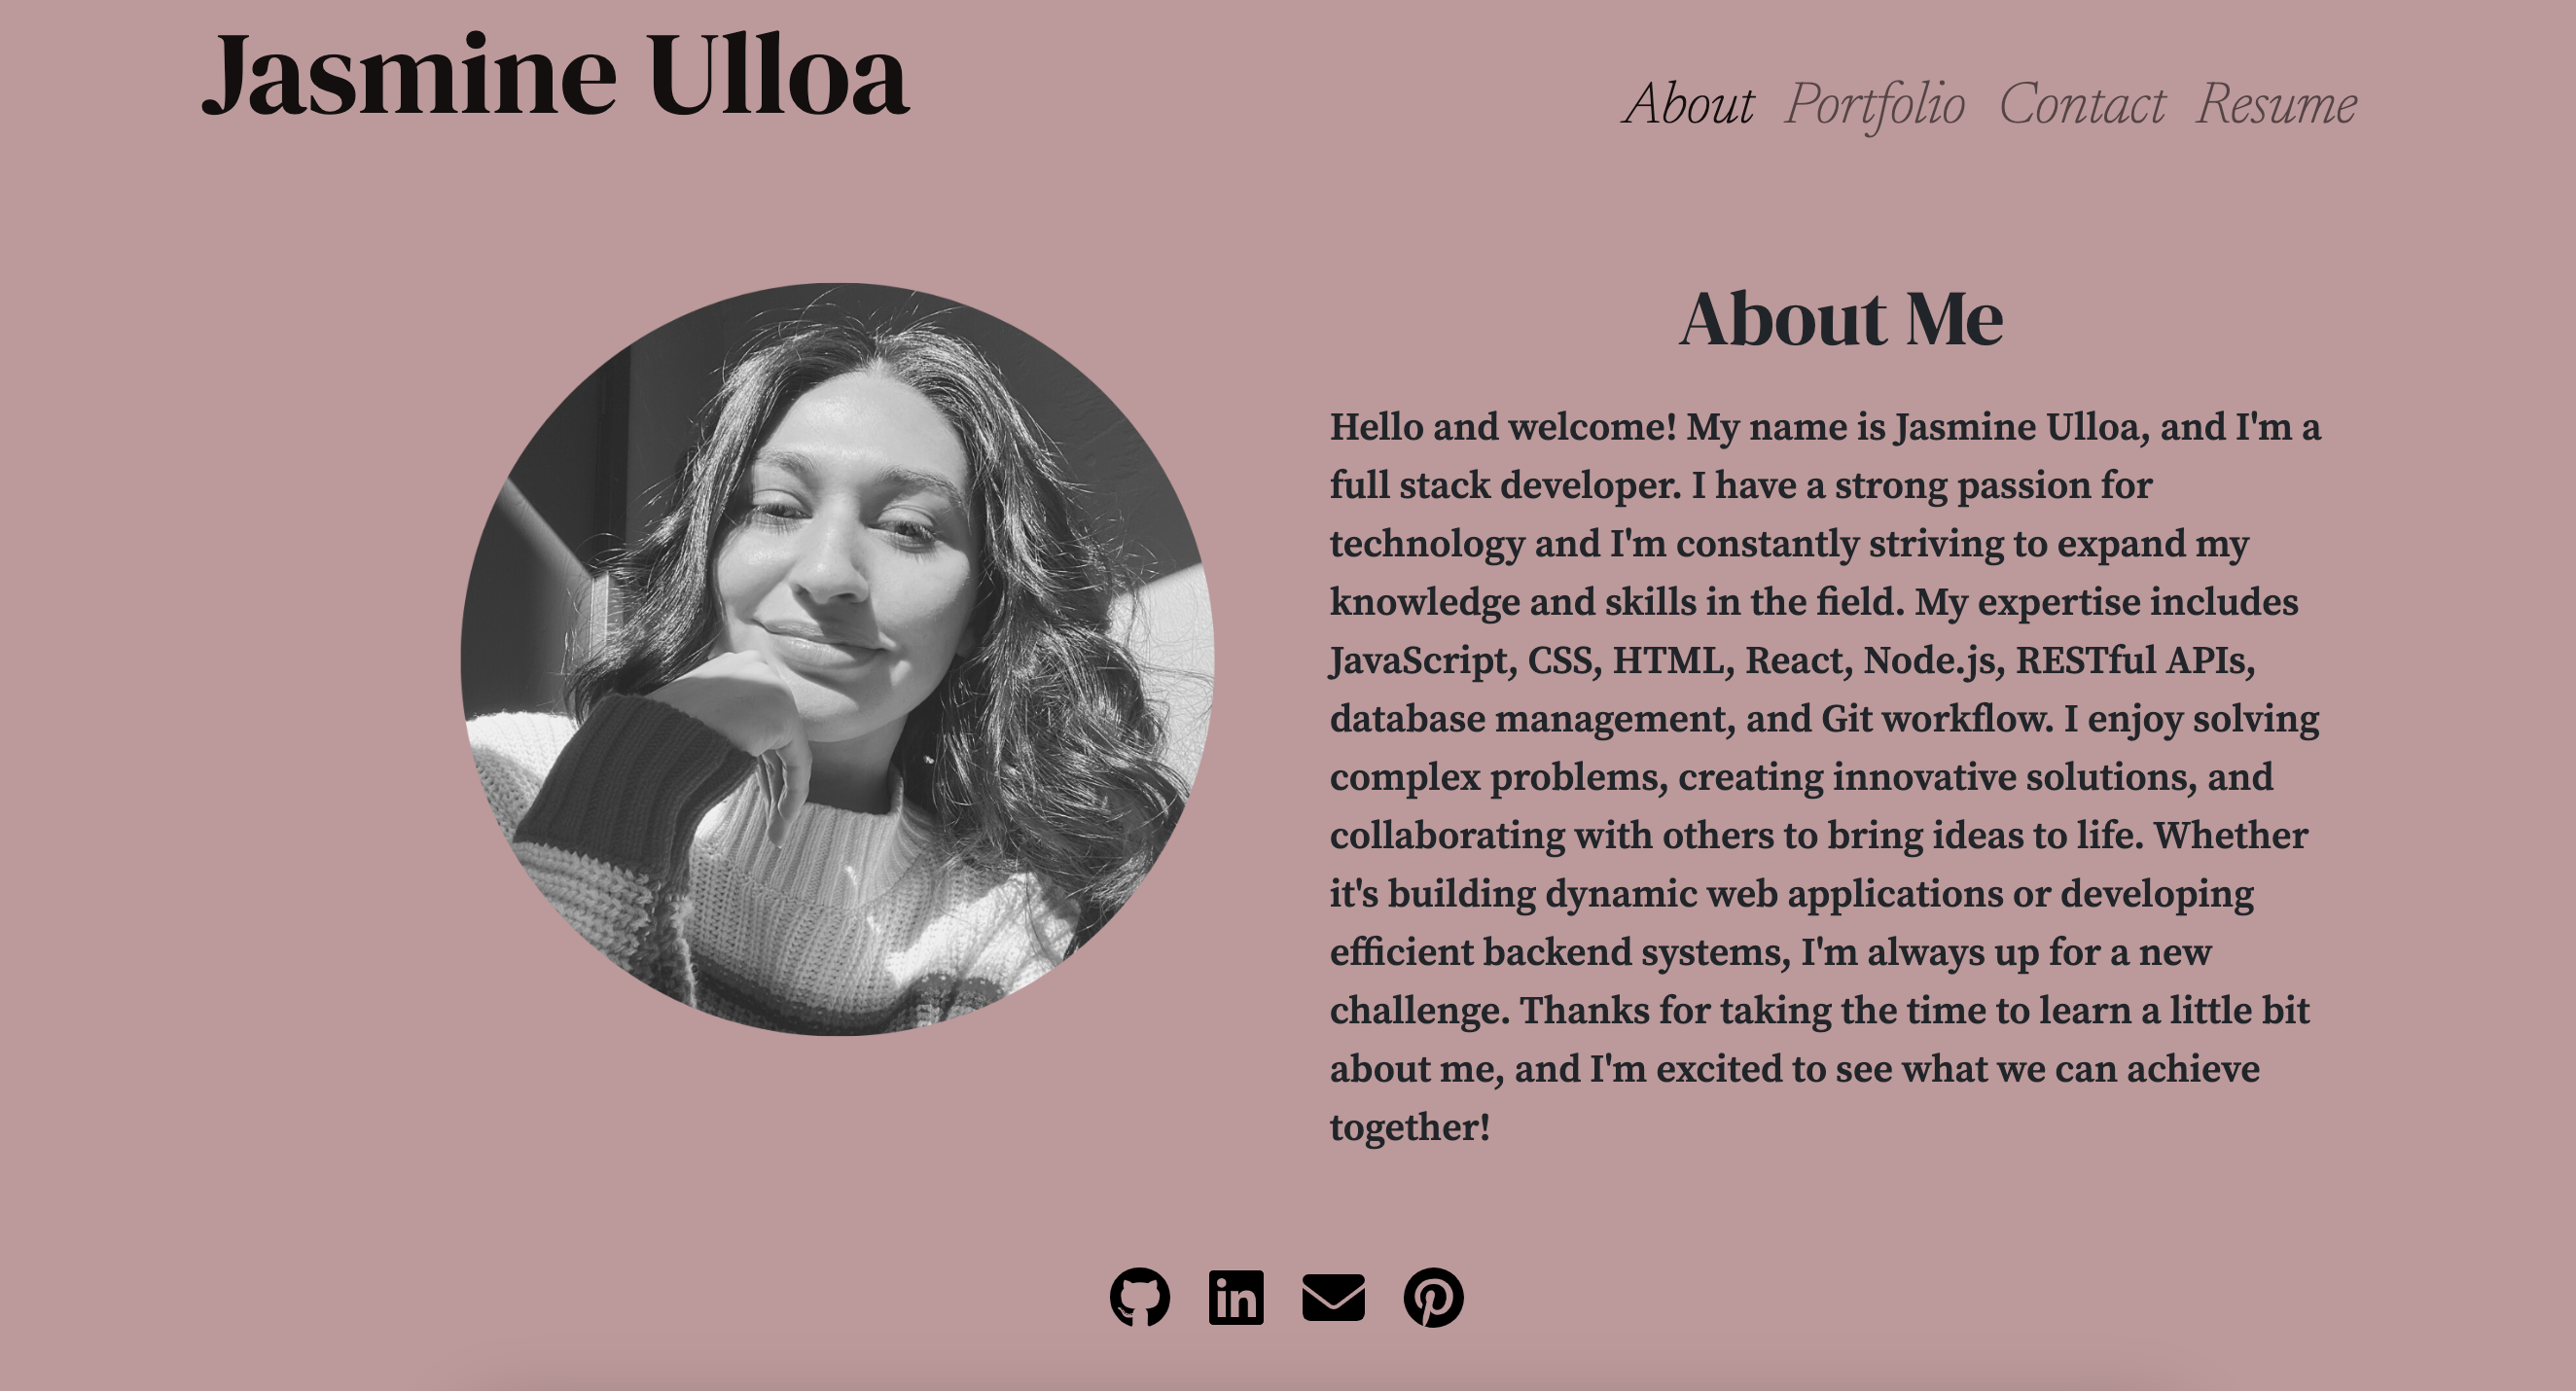 Jasmine Ulloa
About Portfolio Contact Resume
About Me
Hello and welcome! My name is Jasmine Ulloa, and I'm a
full stack developer. I have a strong passion for
technology and I'm constantly striving to expand my
knowledge and skills in the field. My expertise includes
JavaScript, CSS, HTML, React, Node.js, RESTful APIs,
database management, and Git workflow. I enjoy solving
complex problems, creating innovative solutions, and
collaborating with others to bring ideas to life. Whether
it's building dynamic web applications or developing
efficient backend systems, I'm always up for a new
challenge. Thanks for taking the time to learn a little bit
about me, and I'm excited to see what we can achieve
together!
in